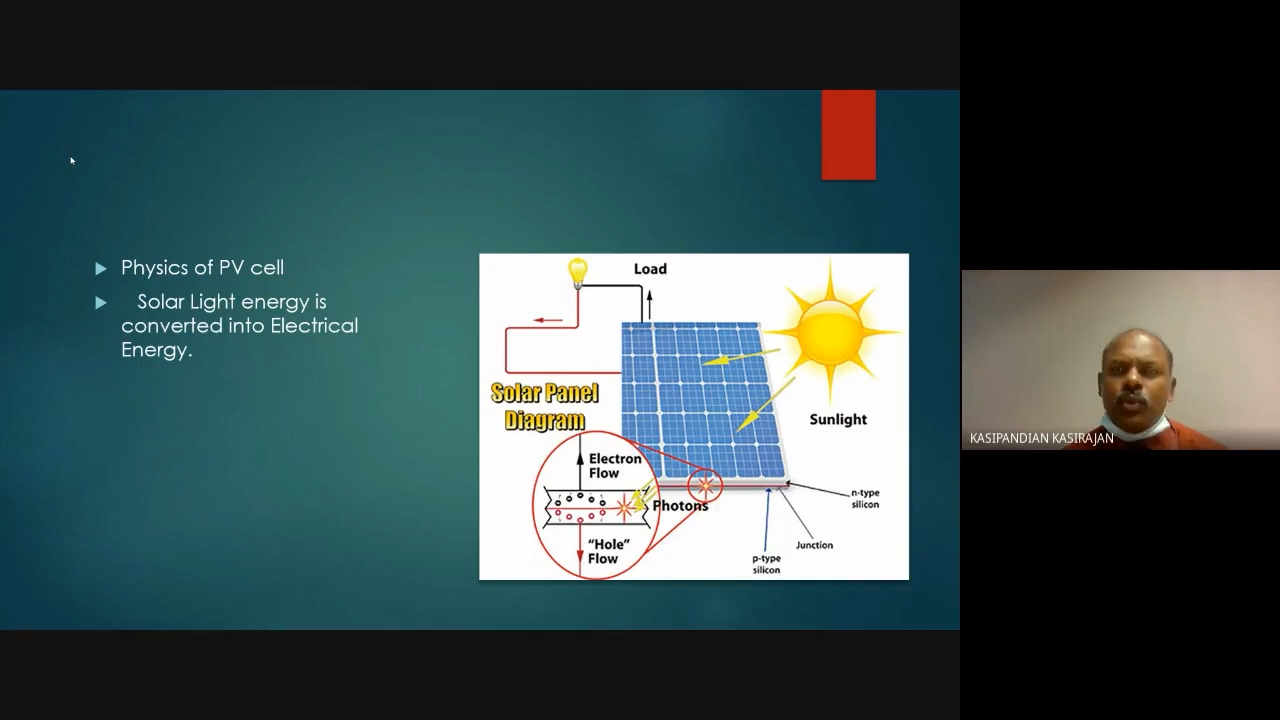 Physics of PV cell
Solar Light energy is
converted into Electrical
Energy.
Load
Solar Panel
Diagram
Sunlight
Electron
Flow
Photons
"Hole"
Flow
n-type
silicon
Junction
p-type
silicon
KASIPANDIAN KASIRAJAN